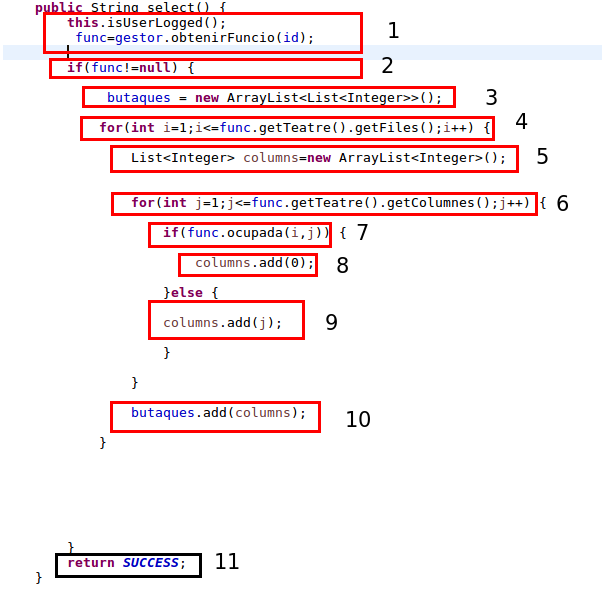 public String select() {
this.isUserLogged();
func=gestor.obtenirFuncio(id); 1
if(func!=null) { 2
butaques = new ArrayList<List<Integer>>(); 3
for(int i=1;i<=func.getTeatre().getFiles();i++) { 4
List<Integer> columns=new ArrayList<Integer>(); 5
for(int j=1;j<=func.getTeatre().getColumnes();j++) { 6
if(func.ocupada(i,j)) { 7
columns.add(0); 8
}else {
columns.add(j); 9
}
}
butaques.add(columns); 10
}
}
return SUCCESS; 11
}